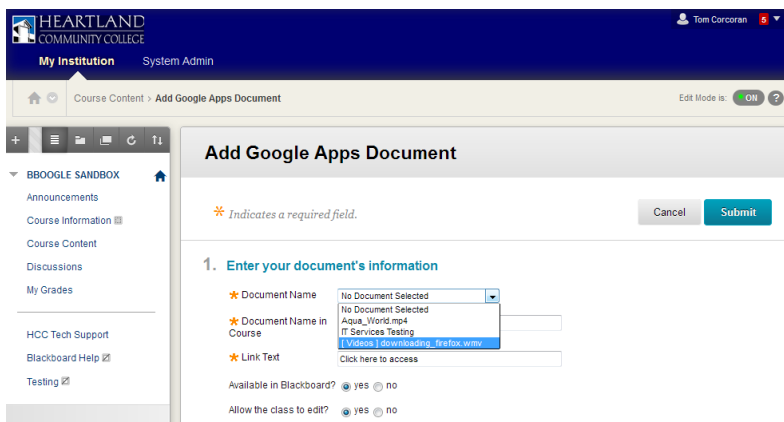 HEARTLAND
COMMUNITY COLLEGE
Tom Corcoran 5
My Institution System Admin
Course Content > Add Google Apps Document
Edit Mode is: ON ?
BBOOGLE SANDBOX
Announcements
Course Information
Course Content
Discussions
My Grades
HCC Tech Support
Blackboard Help
Testing
Add Google Apps Document
* Indicates a required field.
Cancel Submit
1. Enter your document's information
* Document Name No Document Selected
No Document Selected
Aqua_World.mp4
IT Services Testing
[ Videos ] downloading_firefox.wmv
* Document Name in
Course
* Link Text Click here to access
Available in Blackboard? yes no
Allow the class to edit? yes no